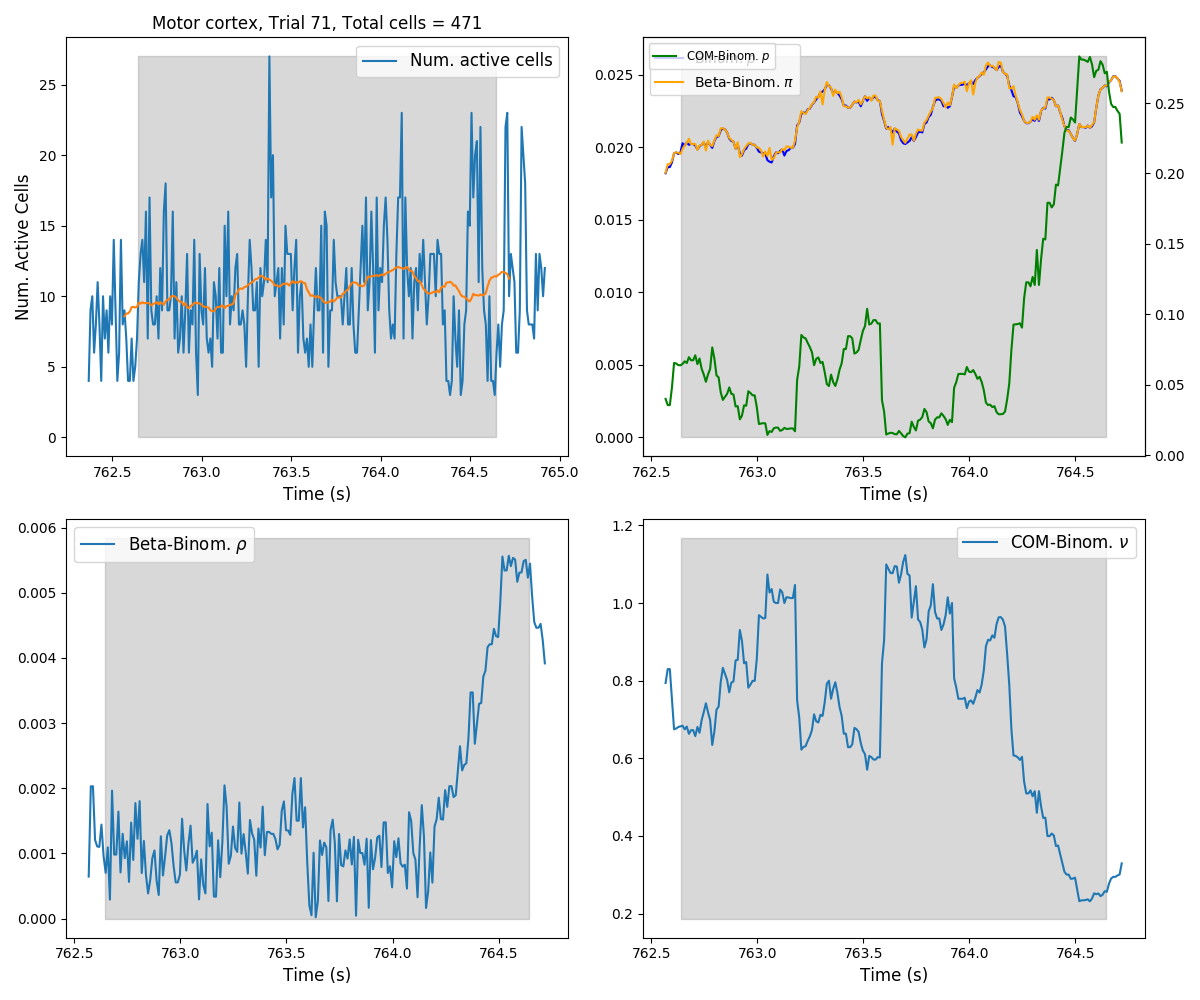 Motor cortex, Trial 71, Total cells = 471
Num. active cells
Num. Active Cells
25
20
15
10
5
0
762.5 763.0 763.5 764.0 764.5 765.0
Time (s)
COM-Binom. p
Beta-Binom. π
0.025
0.020
0.015
0.010
0.005
0.000
0.25
0.20
0.15
0.10
0.05
0.00
762.5 763.0 763.5 764.0 764.5
Time (s)
Beta-Binom. ρ
0.006
0.005
0.004
0.003
0.002
0.001
0.000
762.5 763.0 763.5 764.0 764.5
Time (s)
COM-Binom. ν
1.2
1.0
0.8
0.6
0.4
0.2
762.5 763.0 763.5 764.0 764.5
Time (s)